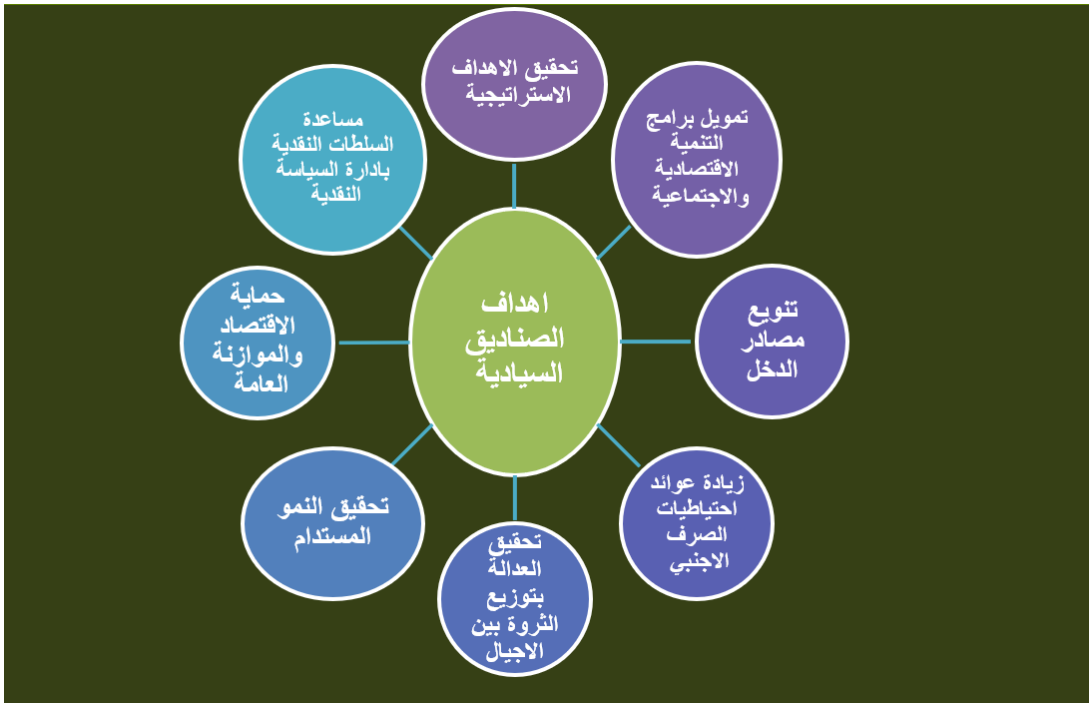 تحقيق الاهداف
الاستراتيجية
تمويل برامج
التنمية
الاقتصادية
والاجتماعية
تنويع
مصادر
الدخل
زيادة عوائد
احتياطيات
الصرف
الاجنبي
تحقيق
العدالة
بتوزيع
الثروة بين
الاجيال
تحقيق النمو
المستدام
حماية
الاقتصاد
والموازنة
العامة
مساعدة
السلطات النقدية
بادارة السياسة
النقدية
اهداف
الصناديق
السيادية